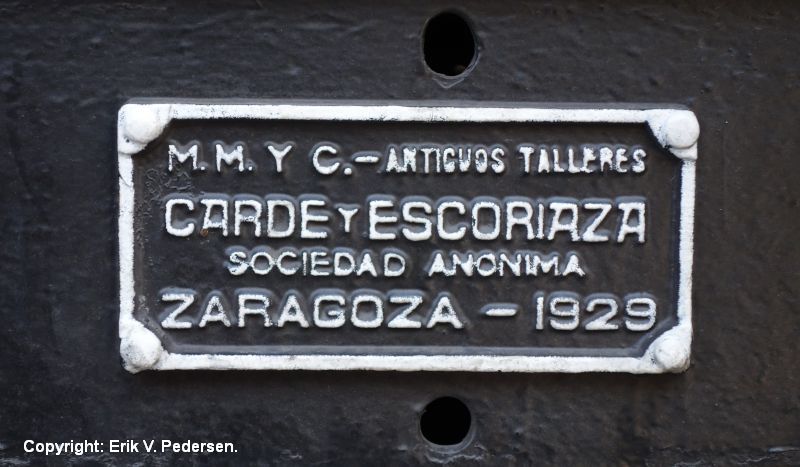 M. M. Y C. - ANTIGUOS TALLERES
CARDE Y ESCORIAZA
SOCIEDAD ANONIMA
ZARAGOZA - 1929
Copyright: Erik V. Pedersen.